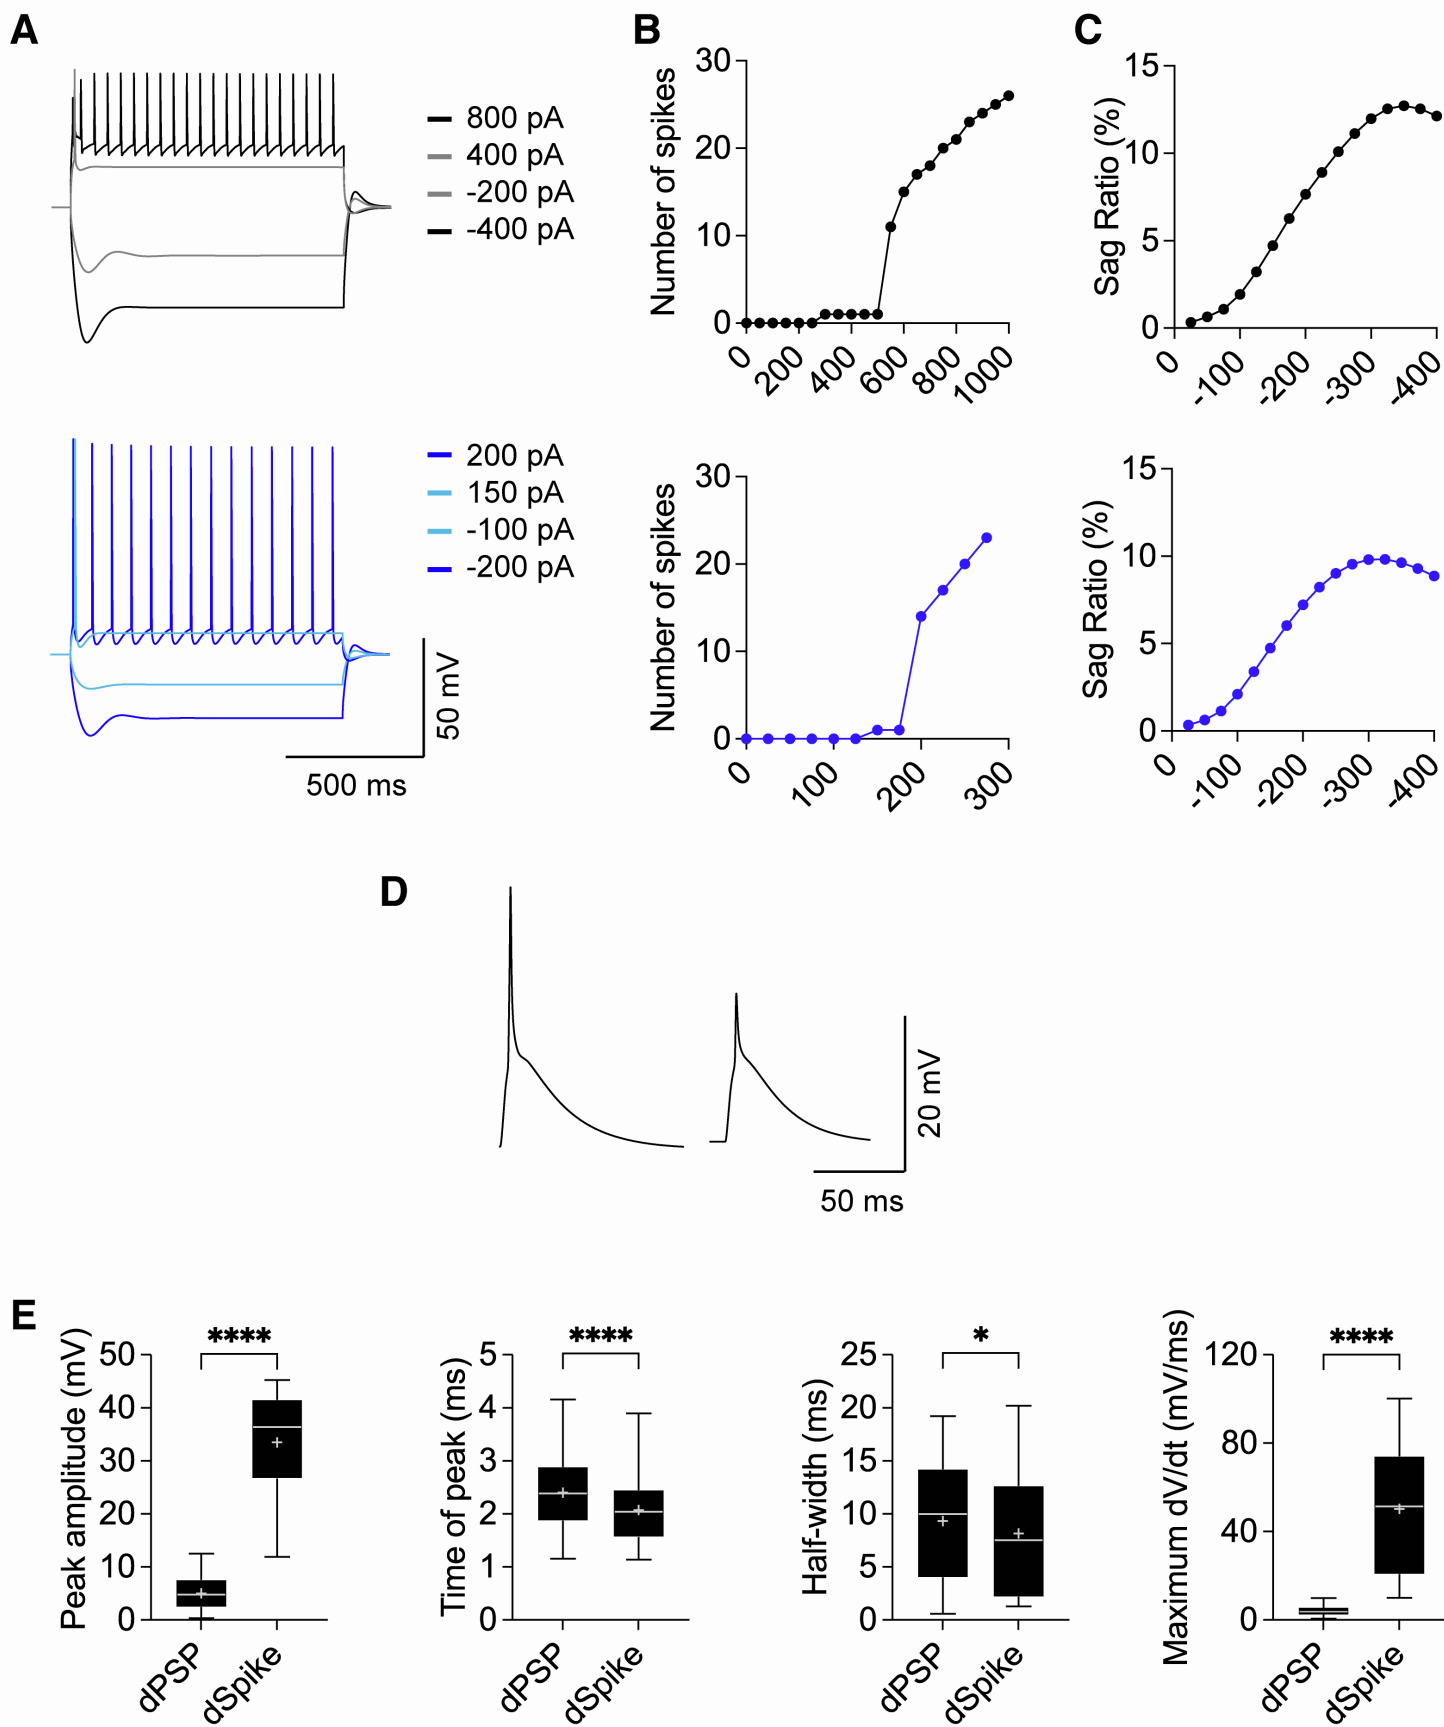 A
800 pA
400 pA
-200 pA
-400 pA
200 pA
150 pA
-100 pA
-200 pA
50 mV
500 ms
B
Number of spikes
30
20
10
0
0
200
400
600
800
1000
Number of spikes
30
20
10
0
0
100
200
300
C
Sag Ratio (%)
15
10
5
0
0
-100
-200
-300
-400
Sag Ratio (%)
15
10
5
0
0
-100
-200
-300
-400
D
20 mV
50 ms
E
Peak amplitude (mV)
50
40
30
20
10
0
****
dPSP
dSpike
Time of peak (ms)
5
4
3
2
1
0
****
dPSP
dSpike
Half-width (ms)
25
20
15
10
5
0
*
dPSP
dSpike
Maximum dV/dt (mV/ms)
120
80
40
0
****
dPSP
dSpike